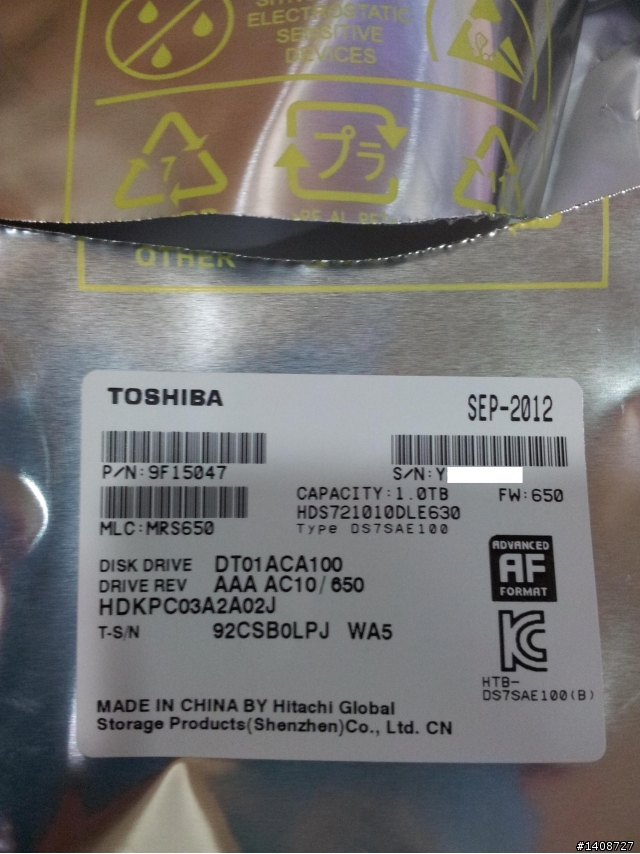 ELECTROSTATIC
SENSITIVE
DEVICES
7
プラ
11
OTHER
TOSHIBA
SEP-2012
P/N:9F15047
S/N:Y
CAPACITY:1.0TB FW:650
HDS721010DLE630
MLC:MRS650
Type DS7SAE100
DISK DRIVE DT01ACA100
DRIVE REV AAA AC10/650
HDKPC03A2A02J
T-S/N 92CSB0LPJ WA5
ADVANCED
AF
FORMAT
HTB-
DS7SAE100(B)
MADE IN CHINA BY Hitachi Global
Storage Products(Shenzhen)Co., Ltd. CN
#1408727